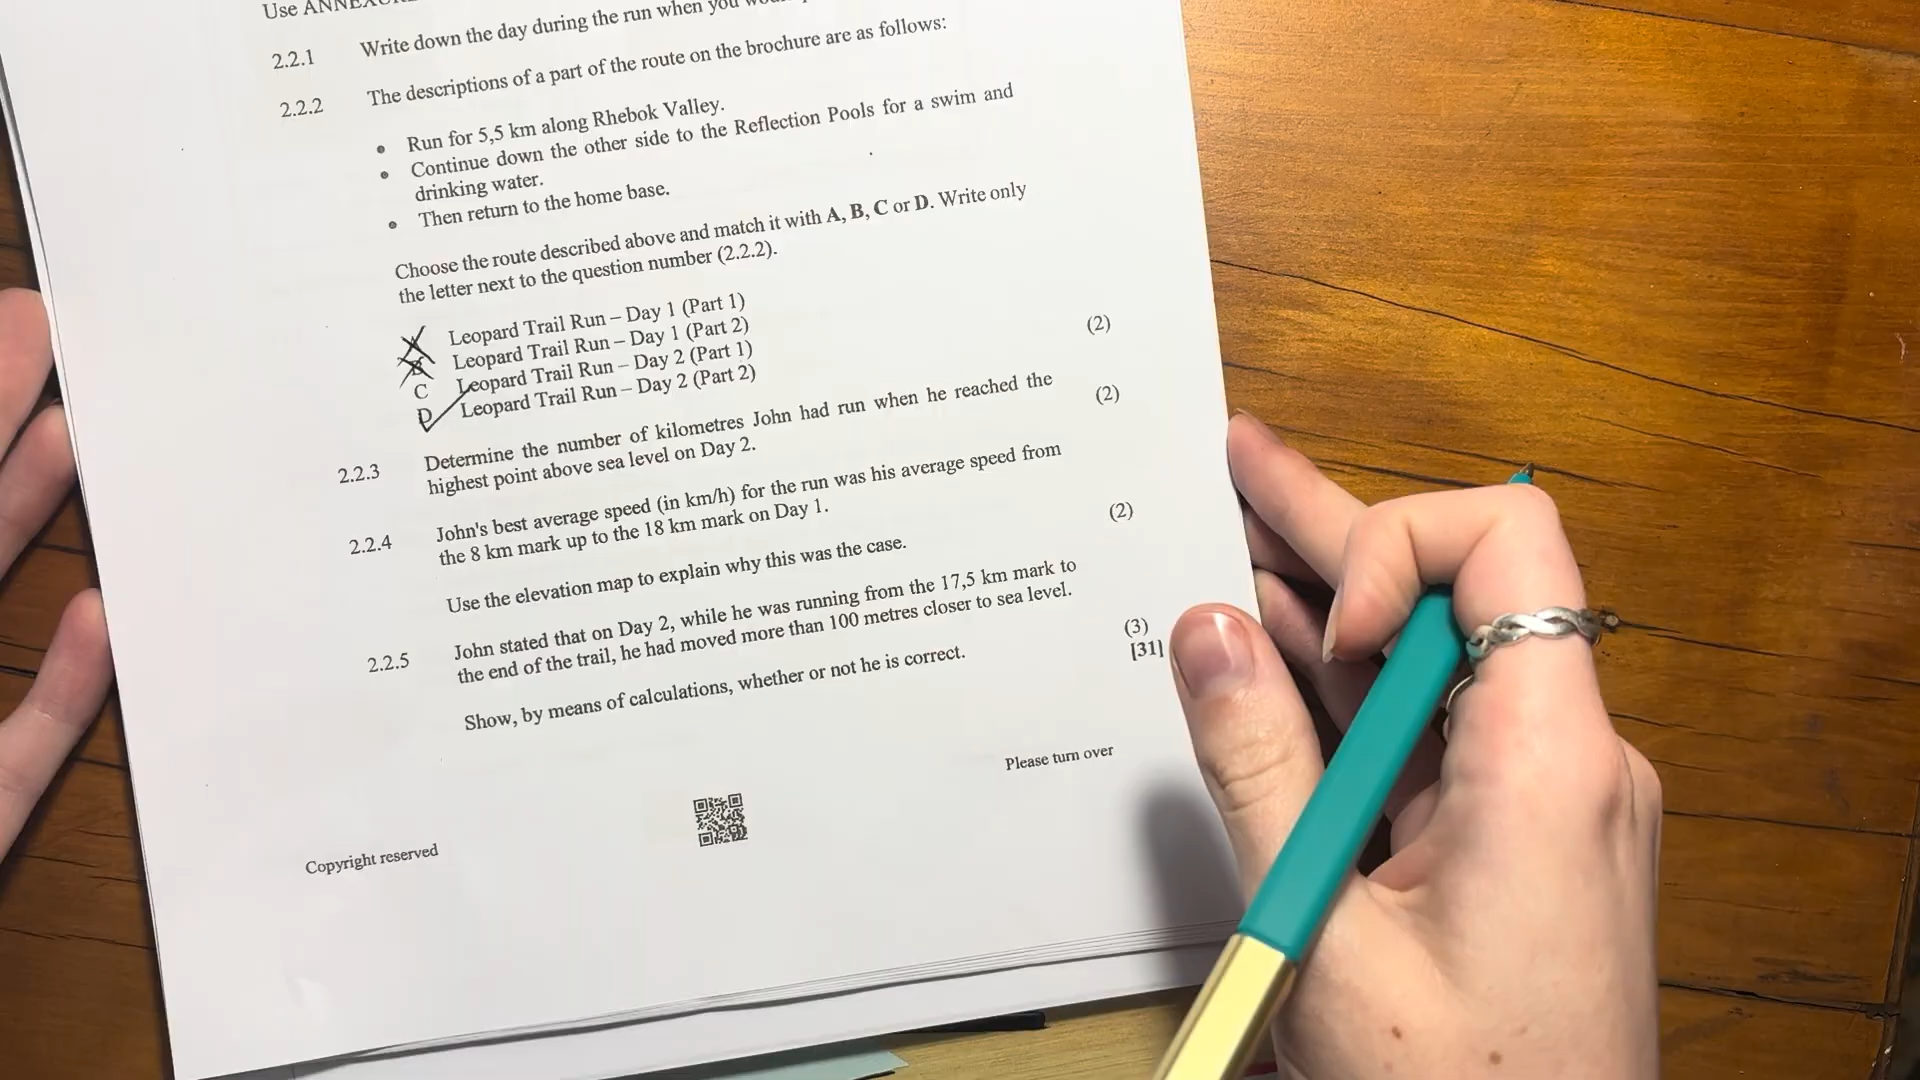 Use ANNEXURE
2.2.1 Write down the day during the run when you
2.2.2 The descriptions of a part of the route on the brochure are as follows:
• Run for 5,5 km along Rhebok Valley.
• Continue down the other side to the Reflection Pools for a swim and
drinking water.
• Then return to the home base.
Choose the route described above and match it with A, B, C or D. Write only
the letter next to the question number (2.2.2).
A Leopard Trail Run – Day 1 (Part 1)
B Leopard Trail Run – Day 1 (Part 2)
C Leopard Trail Run – Day 2 (Part 1)
D Leopard Trail Run – Day 2 (Part 2)
(2)
2.2.3 Determine the number of kilometres John had run when he reached the
highest point above sea level on Day 2.
(2)
2.2.4 John's best average speed (in km/h) for the run was his average speed from
the 8 km mark up to the 18 km mark on Day 1.
Use the elevation map to explain why this was the case.
(2)
2.2.5 John stated that on Day 2, while he was running from the 17,5 km mark to
the end of the trail, he had moved more than 100 metres closer to sea level.
Show, by means of calculations, whether or not he is correct.
(3)
[31]
Please turn over
Copyright reserved